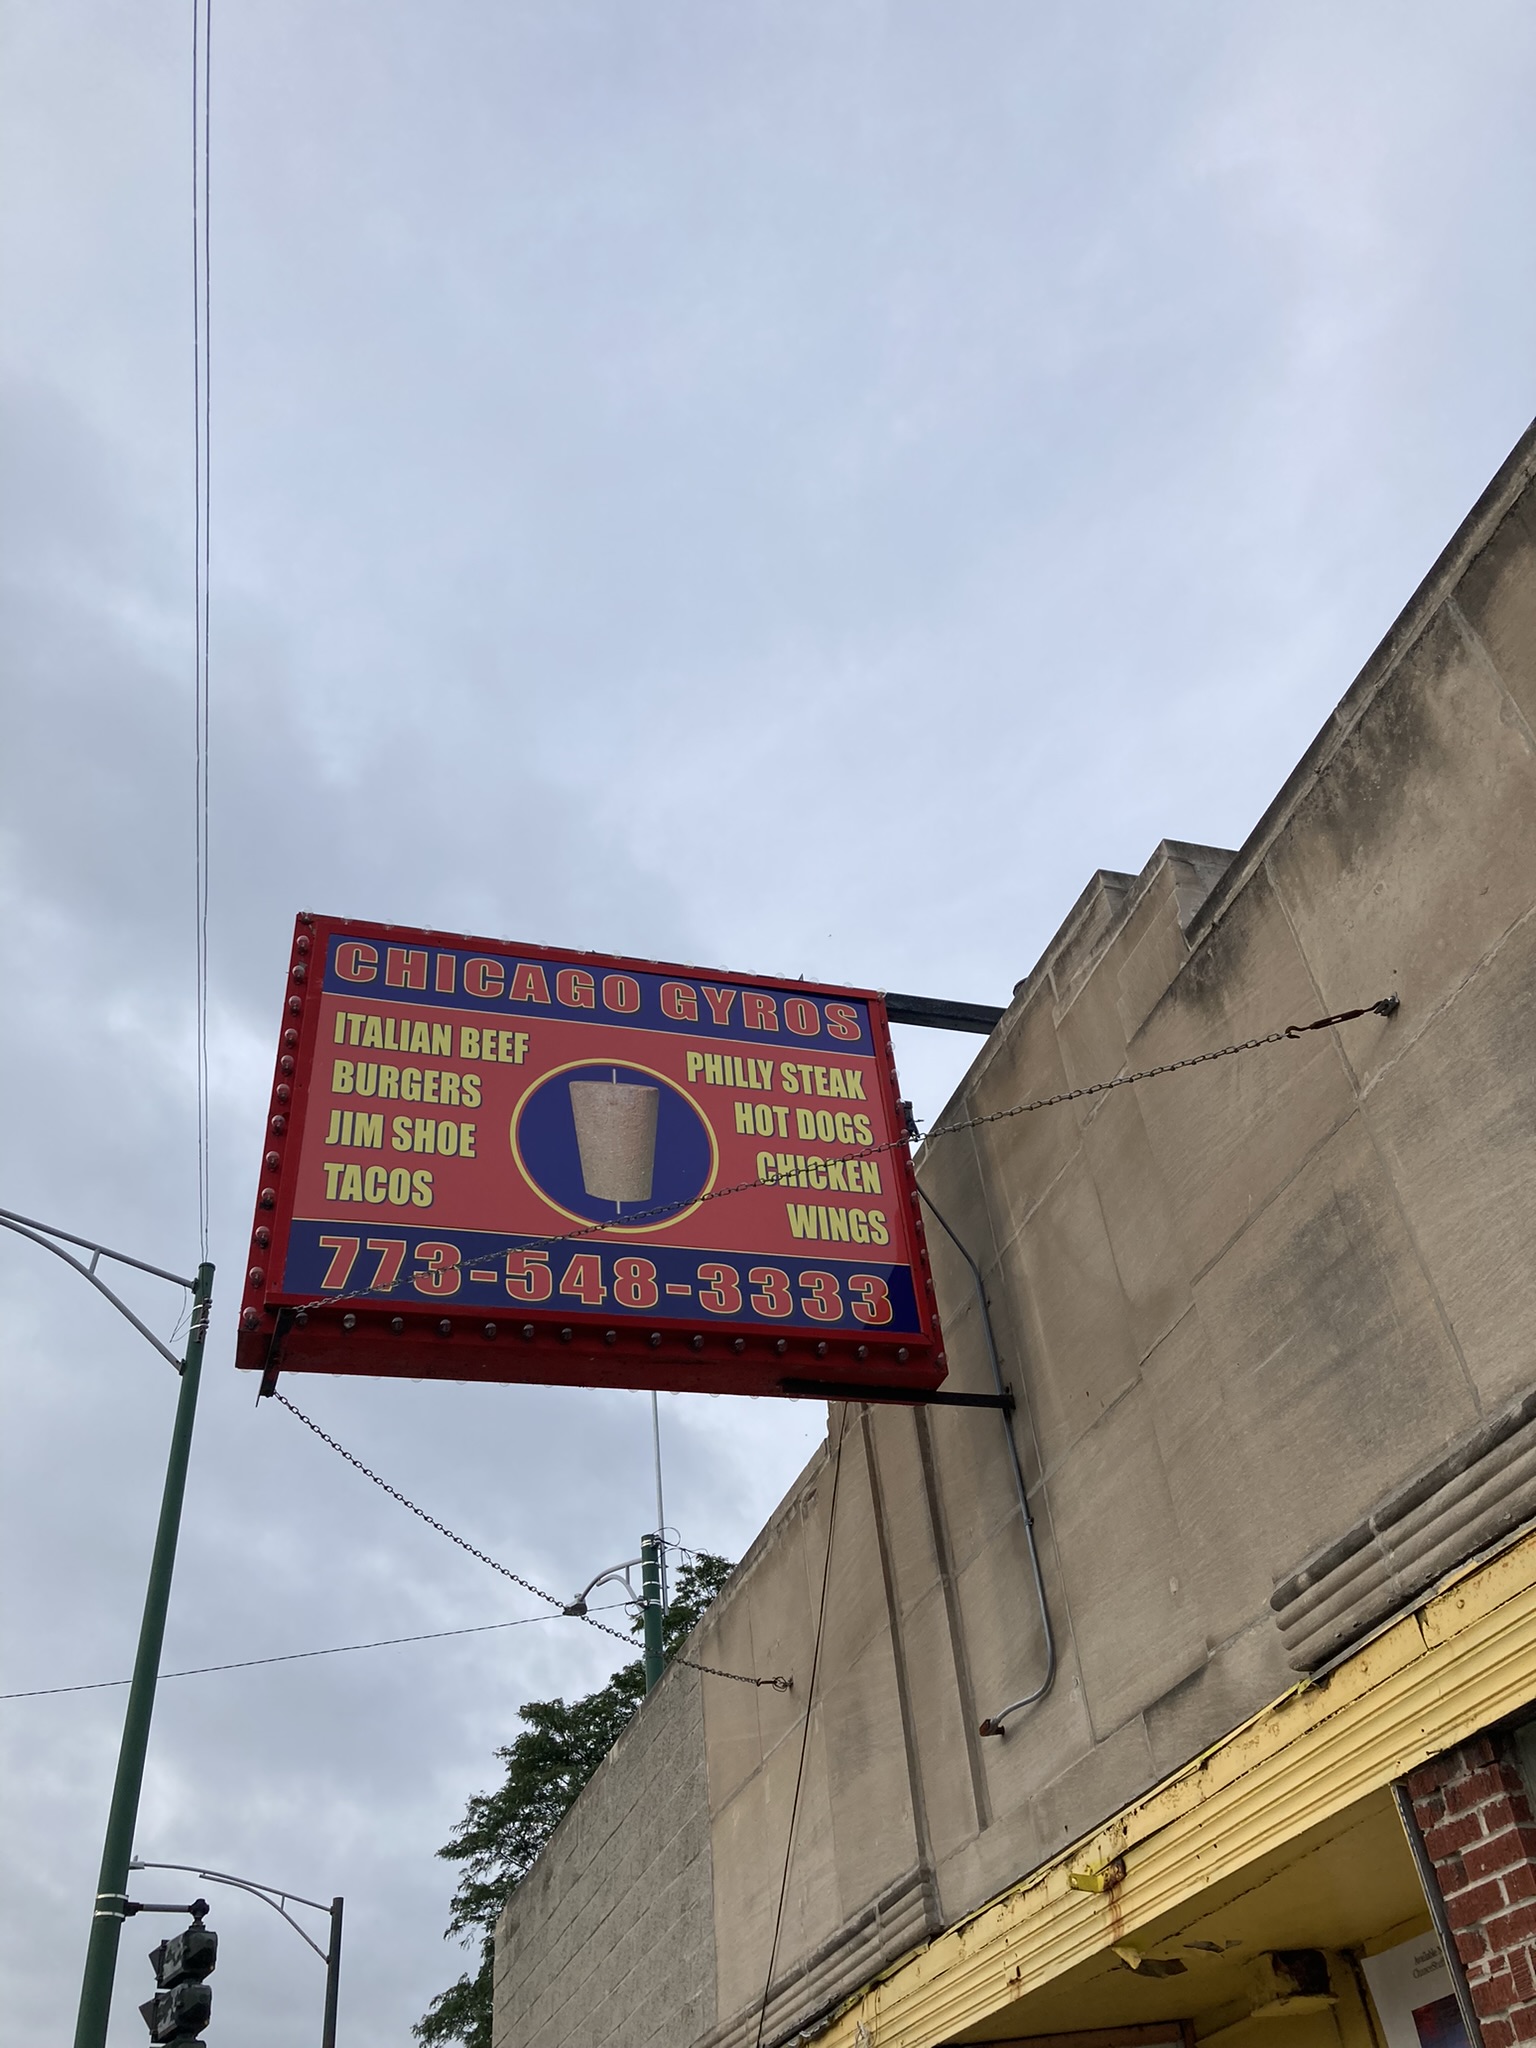 CHICAGO GYROS
ITALIAN BEEF
BURGERS
JIM SHOE
TACOS
PHILLY STEAK
HOT DOGS
CHICKEN
WINGS
773-548-3333